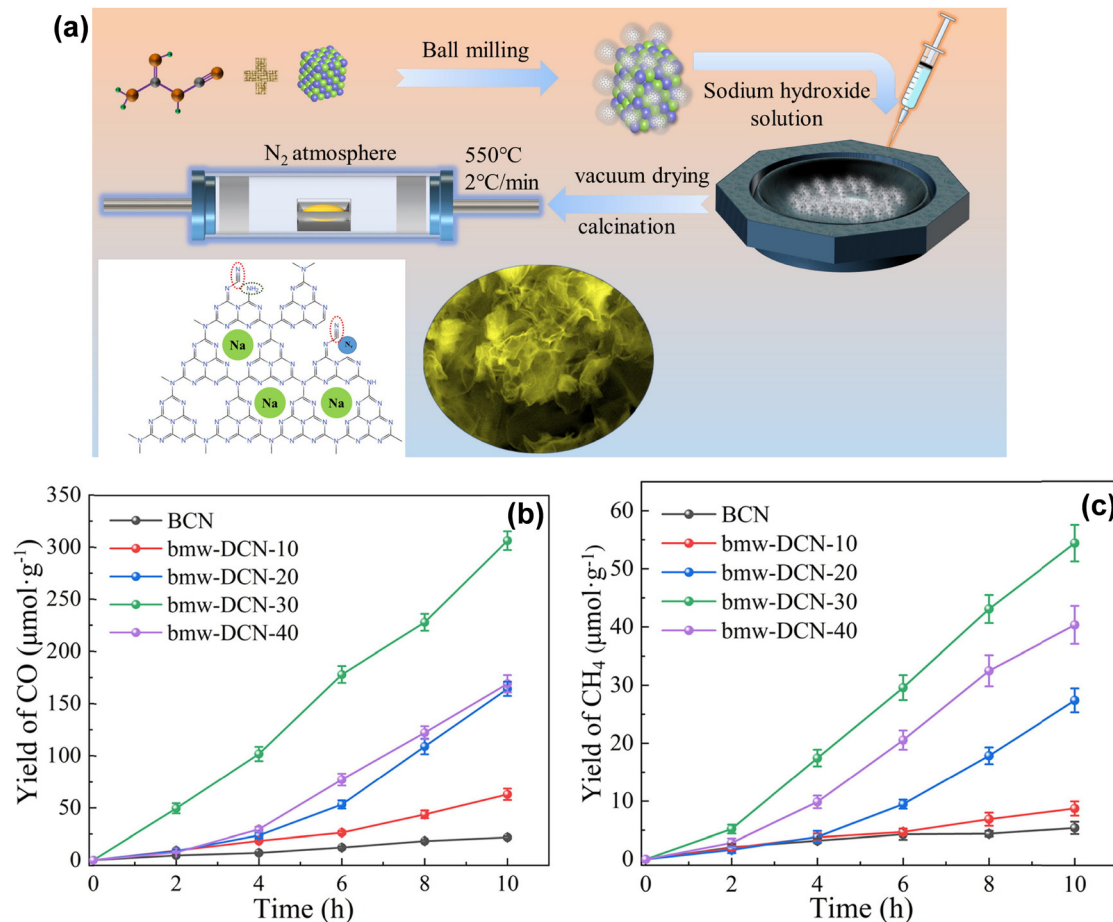 (a)
Ball milling
Sodium hydroxide
solution
N₂ atmosphere
550°C
2°C/min
vacuum drying
calcination
N
NH₂
Na
N
Na
Na
NH
(b)
Yield of CO (μmol·g⁻¹)
350
300
250
200
150
100
50
0
BCN
bmw-DCN-10
bmw-DCN-20
bmw-DCN-30
bmw-DCN-40
0 2 4 6 8 10
Time (h)
(c)
Yield of CH₄ (μmol·g⁻¹)
60
50
40
30
20
10
0
BCN
bmw-DCN-10
bmw-DCN-20
bmw-DCN-30
bmw-DCN-40
0 2 4 6 8 10
Time (h)